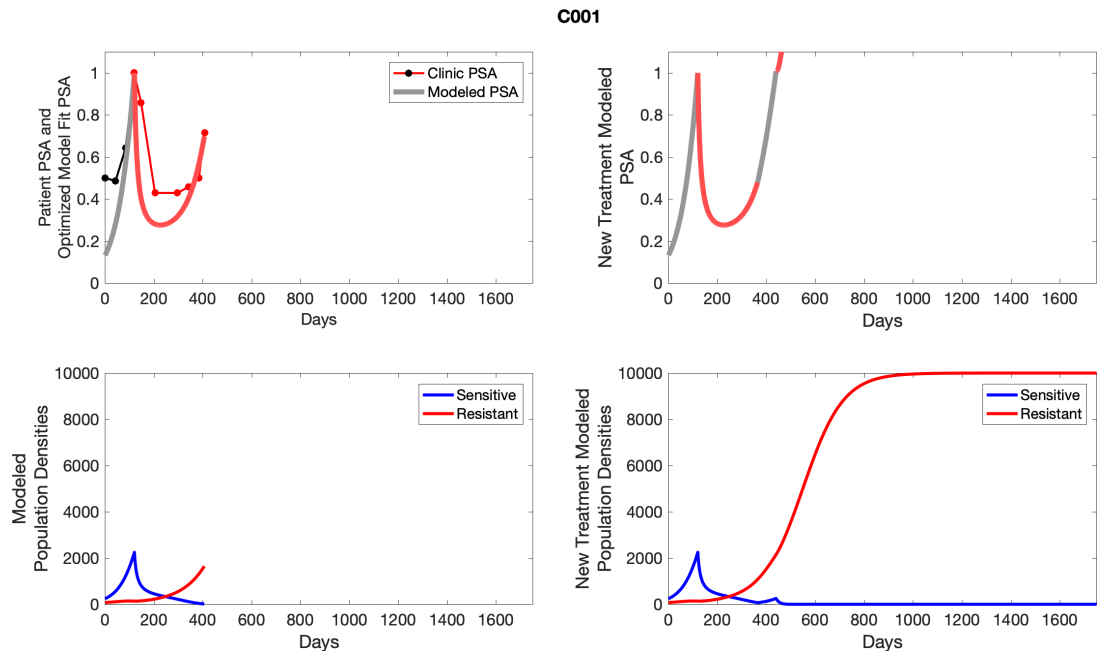 C001
Patient PSA and
Optimized Model Fit PSA
1
0.8
0.6
0.4
0.2
0
0 200 400 600 800 1000 1200 1400 1600
Days
Clinic PSA
Modeled PSA
New Treatment Modeled
PSA
1
0.8
0.6
0.4
0.2
0
0 200 400 600 800 1000 1200 1400 1600
Days
Modeled
Population Densities
10000
8000
6000
4000
2000
0
0 200 400 600 800 1000 1200 1400 1600
Days
Sensitive
Resistant
New Treatment Modeled
Population Densities
10000
8000
6000
4000
2000
0
0 200 400 600 800 1000 1200 1400 1600
Days
Sensitive
Resistant